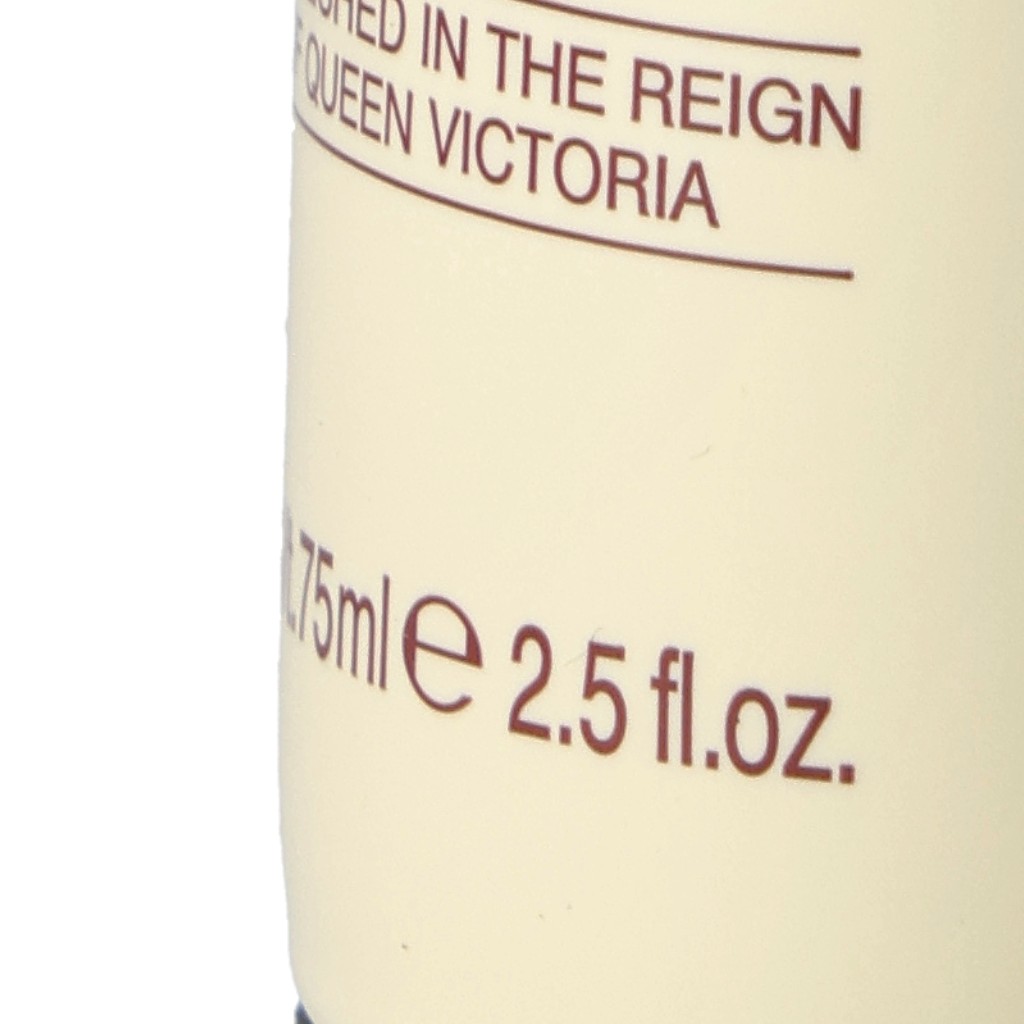 IN THE REIGN
QUEEN VICTORIA
75ml e 2.5 fl.oz.